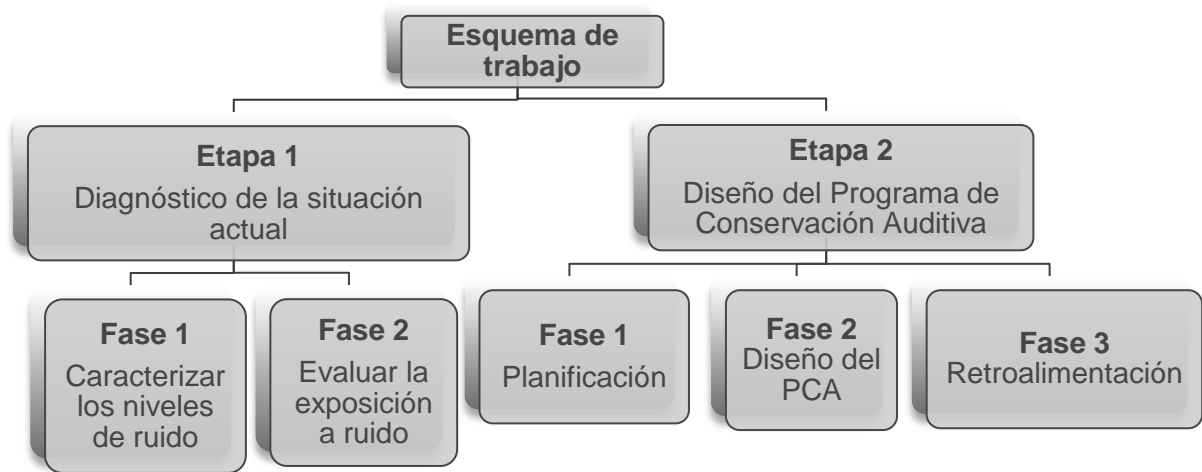 Esquema de
trabajo
Etapa 1
Diagnóstico de la situación
actual
Etapa 2
Diseño del Programa de
Conservación Auditiva
Fase 1
Caracterizar
los niveles
de ruido
Fase 2
Evaluar la
exposición
a ruido
Fase 1
Planificación
Fase 2
Diseño del
PCA
Fase 3
Retroalimentación